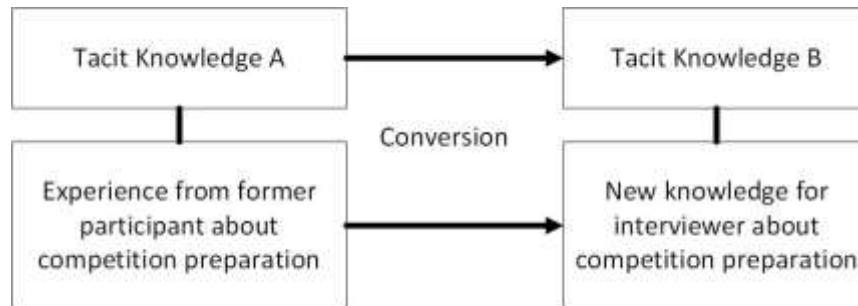 Tacit Knowledge A
Tacit Knowledge B
Conversion
Experience from former
participant about
competition preparation
New knowledge for
interviewer about
competition preparation